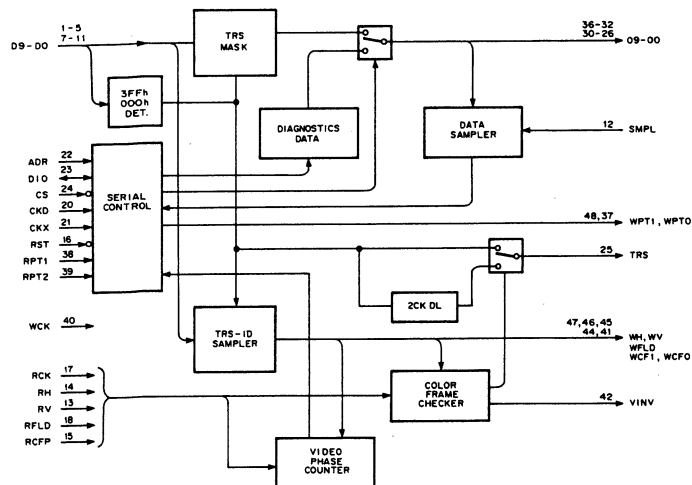 D9-D0
1-5
7-11
TRS
MASK
36-32
30-26
O9-O0
3FFh
000h
DET.
DIAGNOSTICS
DATA
DATA
SAMPLER
12
SMPL
ADR 22
DIO 23
CS 24
CKD 20
CKX 21
RST 16
RPT1 38
RPT2 39
SERIAL
CONTROL
48,37
WPT1, WPT0
25
TRS
2CK DL
WCK 40
TRS-ID
SAMPLER
47,46,45
44,41
WH, WV
WFLD
WCF1, WCF0
RCK 17
RH 14
RV 13
RFLD 18
RCFP 15
COLOR
FRAME
CHECKER
42
VINV
VIDEO
PHASE
COUNTER